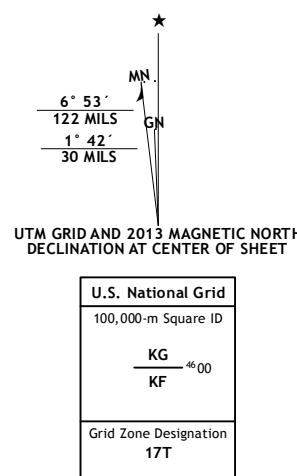 ★
MN
GN
6° 53´
122 MILS
1° 42´
30 MILS
UTM GRID AND 2013 MAGNETIC NORTH
DECLINATION AT CENTER OF SHEET
U.S. National Grid
100,000-m Square ID
KG
4600
KF
Grid Zone Designation
17T